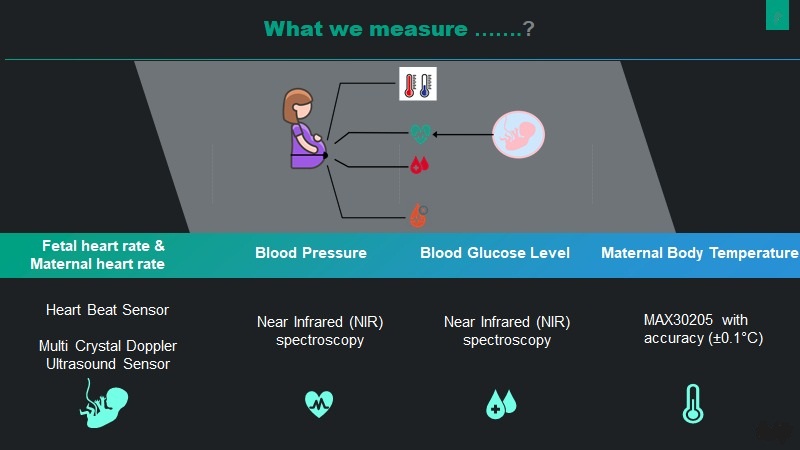 What we measure .......?
Fetal heart rate &
Maternal heart rate
Blood Pressure
Blood Glucose Level
Maternal Body Temperature
Heart Beat Sensor
Multi Crystal Doppler
Ultrasound Sensor
Near Infrared (NIR)
spectroscopy
Near Infrared (NIR)
spectroscopy
MAX30205 with
accuracy (±0.1°C)